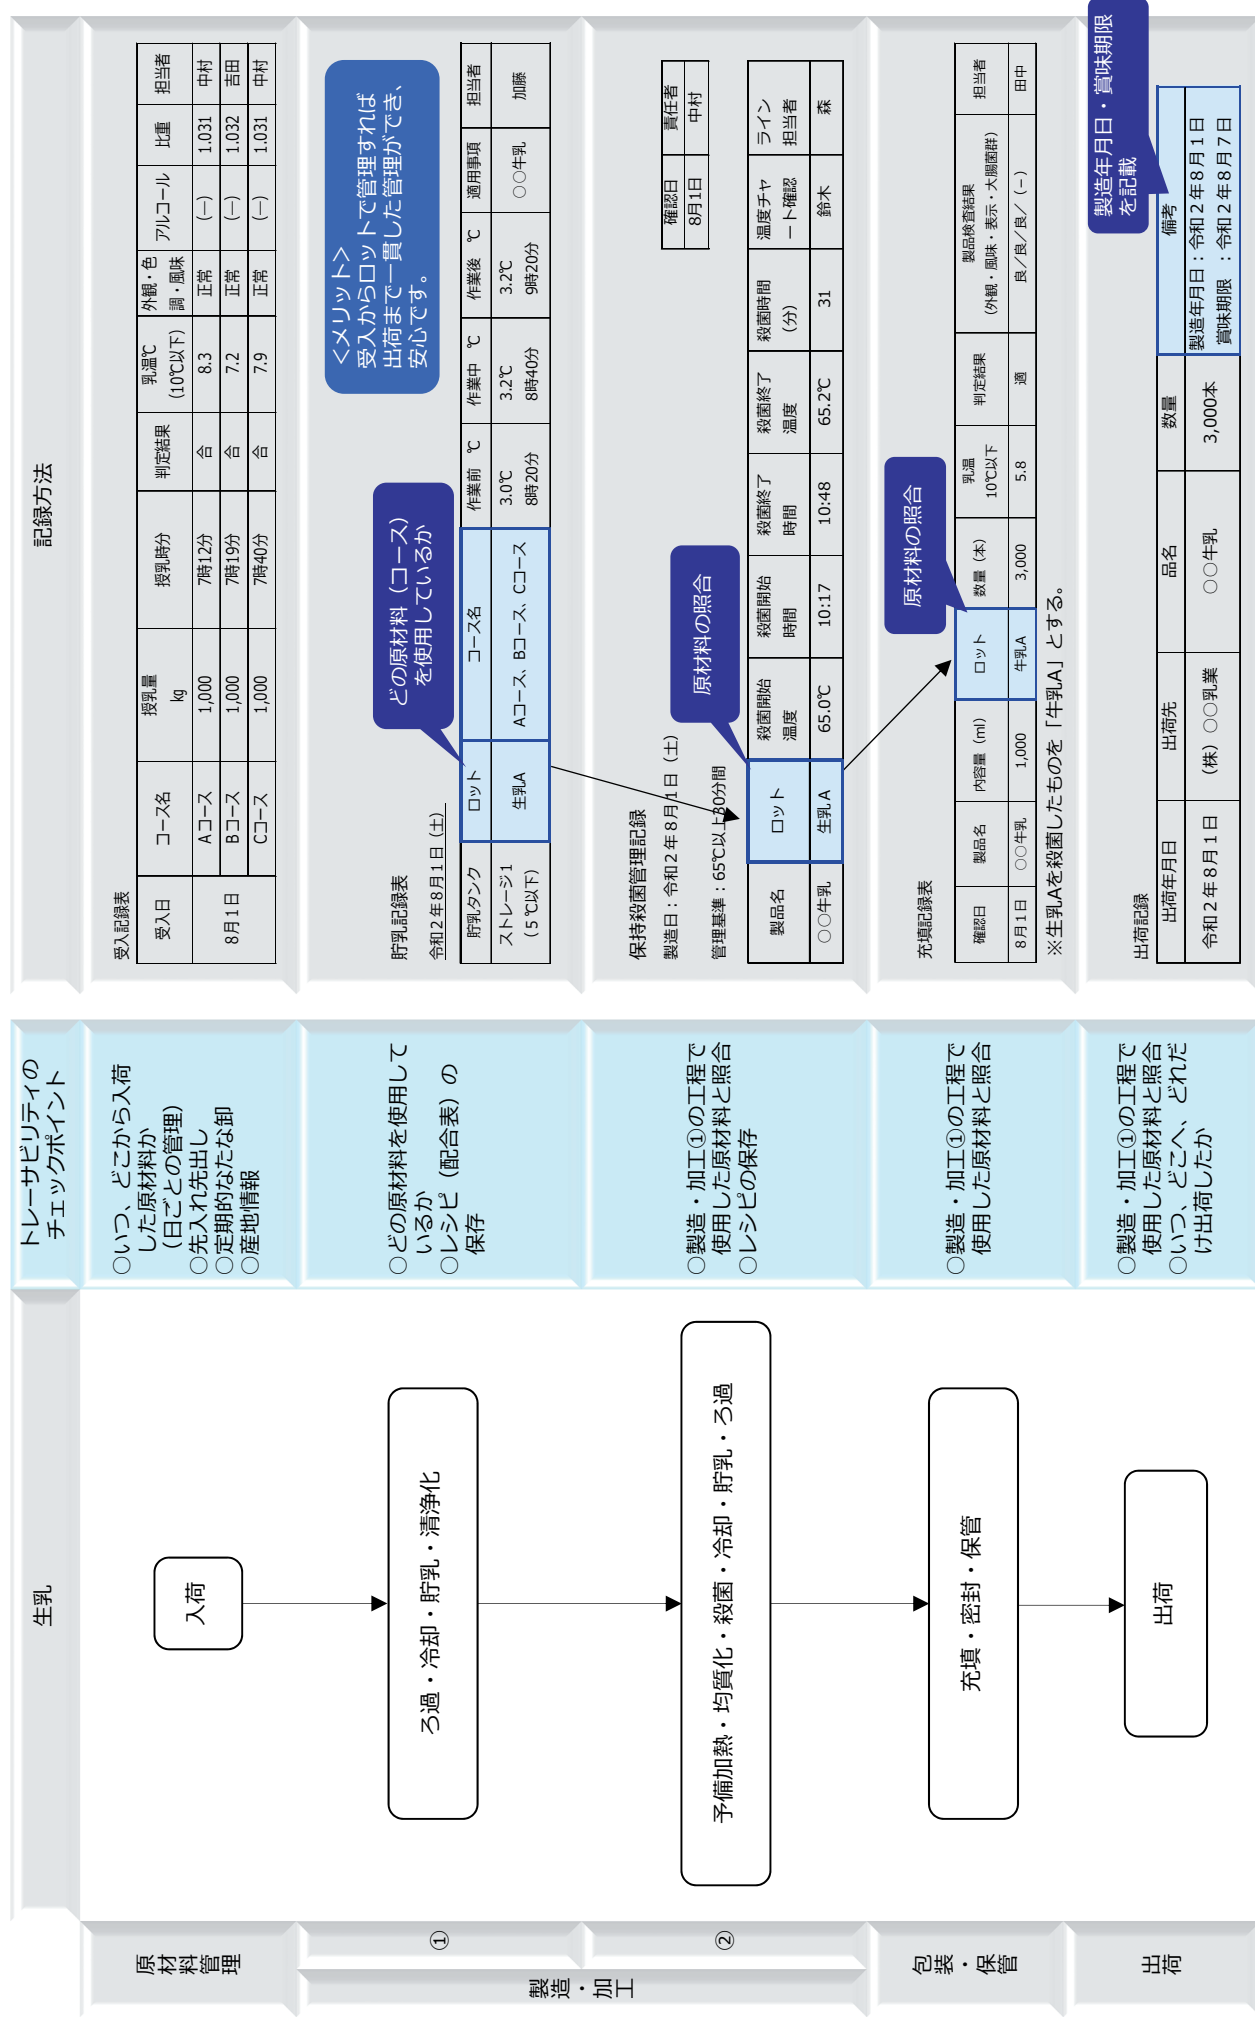 生乳
トレーサビリティの
チェックポイント
記録方法
原材料管理
入荷
○いつ、どこから入荷
した原材料か
（日ごとの管理）
○先入れ先出し
○定期的なたな卸
○産地情報
受入記録表
受入日 コース名 授乳量 kg 授乳時分 判定結果 乳温℃ (10℃以下) 外観・色調・風味 アルコール 比重 担当者
8月1日 Aコース 1,000 7時12分 合 8.3 正常 (―) 1.031 中村
Bコース 1,000 7時19分 合 7.2 正常 (―) 1.032 吉田
Cコース 1,000 7時40分 合 7.9 正常 (―) 1.031 中村
製造・加工
①
ろ過・冷却・貯乳・清浄化
○どの原材料を使用して
いるか
○レシピ（配合表）の
保存
<メリット>
受入からロットで管理すれば
出荷まで一貫した管理ができ、
安心です。
どの原材料（コース）
を使用しているか
貯乳記録表
令和2年8月1日（土）
貯乳タンク ロット コース名 作業前 ℃ 作業中 ℃ 作業後 ℃ 適用事項 担当者
ストレージ1 (5℃以下) 生乳A Aコース、Bコース、Cコース 3.0℃ 8時20分 3.2℃ 8時40分 3.2℃ 9時20分 ○○牛乳 加藤
②
予備加熱・均質化・殺菌・冷却・貯乳・ろ過
○製造・加工①の工程で
使用した原材料と照合
○レシピの保存
保持殺菌管理記録
製造日：令和2年8月1日（土）
管理基準：65℃以上30分間
原材料の照合
確認日 責任者
8月1日 中村
製品名 ロット 殺菌開始温度 殺菌開始時間 殺菌終了時間 殺菌終了温度 殺菌時間（分） 温度チャート確認 ライン担当者
○○牛乳 生乳A 65.0℃ 10:17 10:48 65.2℃ 31 鈴木 森
包装・保管
充填・密封・保管
○製造・加工①の工程で
使用した原材料と照合
原材料の照合
充填記録表
確認日 製品名 内容量（ml） ロット 数量（本） 乳温 10℃以下 判定結果 製品検査結果 (外観・風味・表示・大腸菌群) 担当者
8月1日 ○○牛乳 1,000 牛乳A 3,000 5.8 適 良/良/良/（−） 田中
※生乳Aを殺菌したものを「牛乳A」とする。
出荷
出荷
○製造・加工①の工程で
使用した原材料と照合
○いつ、どこへ、どれだ
け出荷したか
製造年月日・賞味期限
を記載
出荷記録
出荷年月日 出荷先 品名 数量 備考
令和2年8月1日 （株）○○乳業 ○○牛乳 3,000本 製造年月日：令和2年8月1日
賞味期限 ：令和2年8月7日